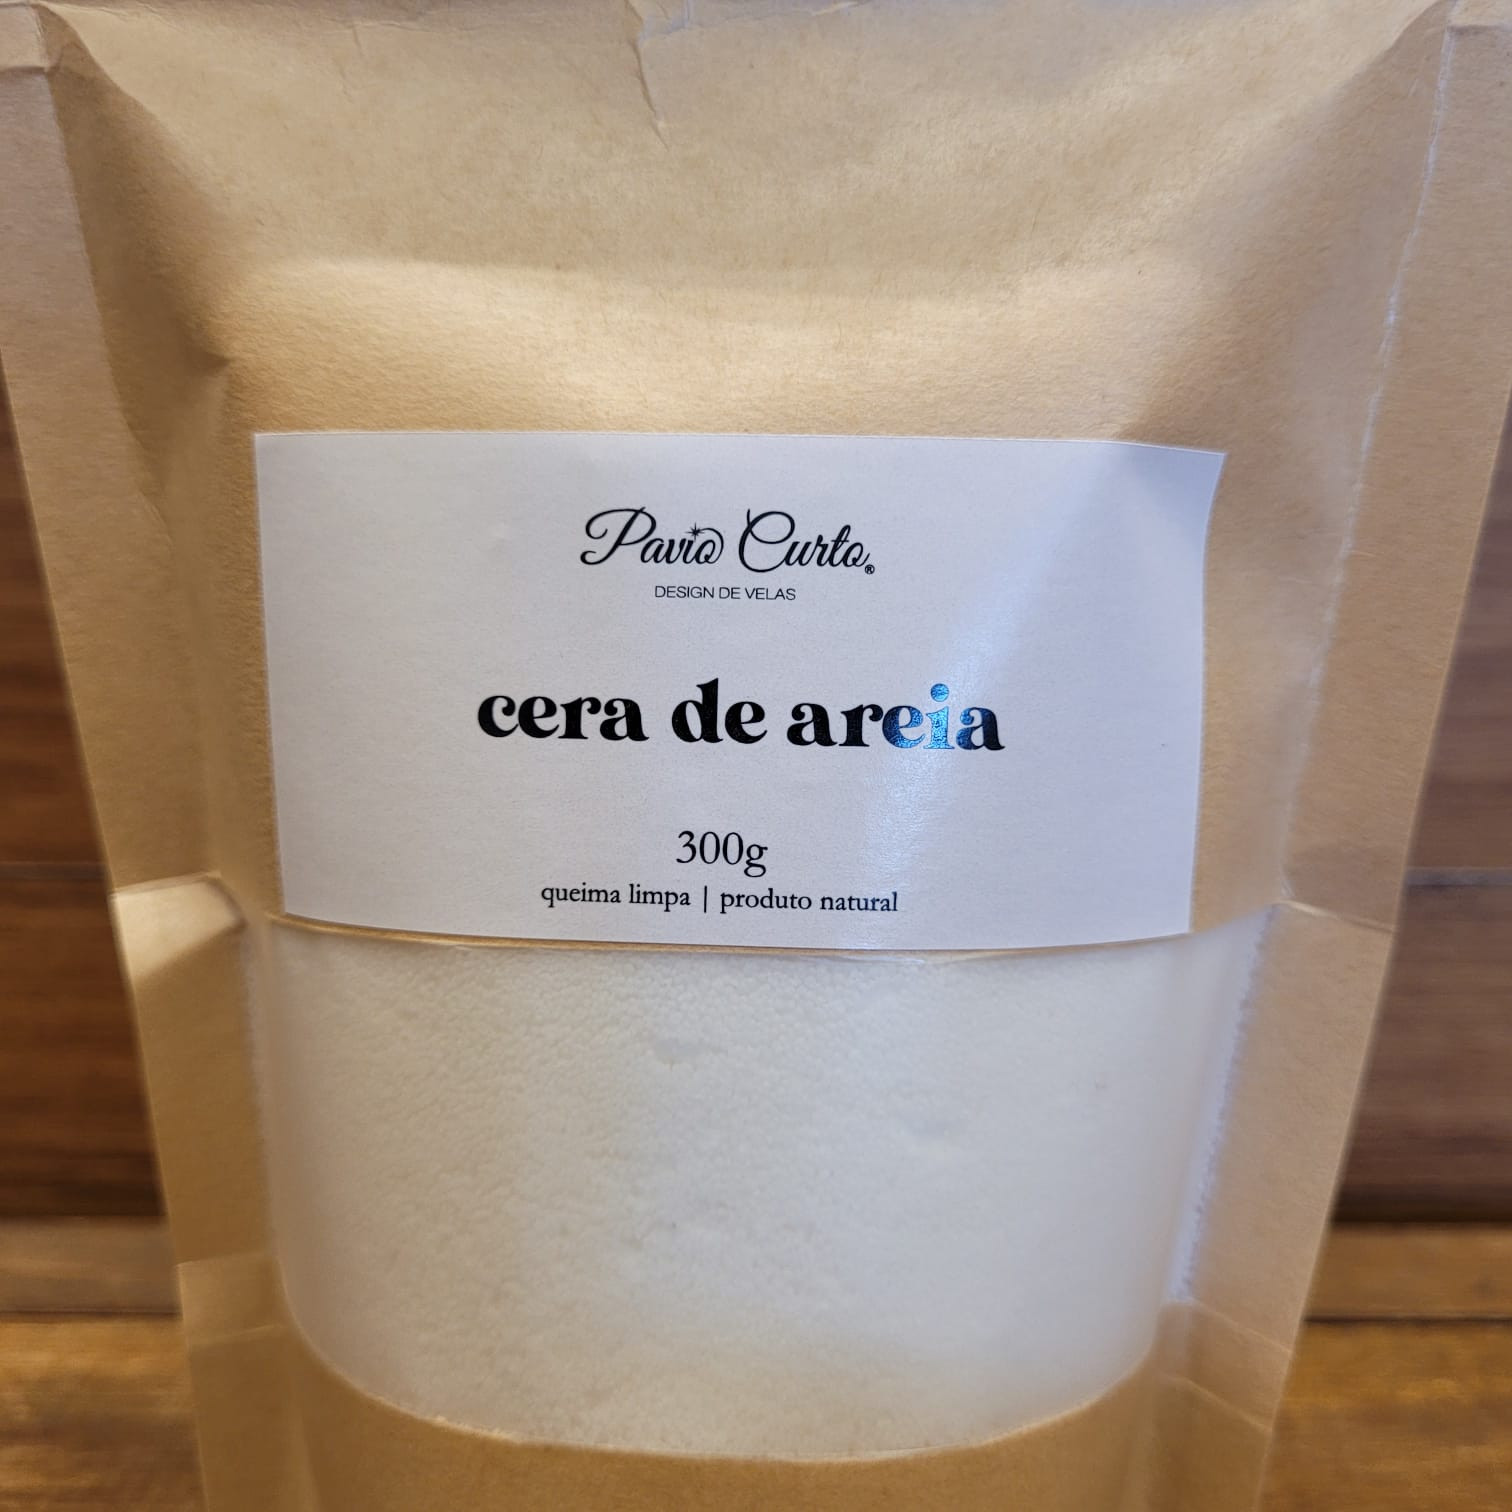 Pavio Curto®
DESIGN DE VELAS
cera de areia
300g
queima limpa | produto natural